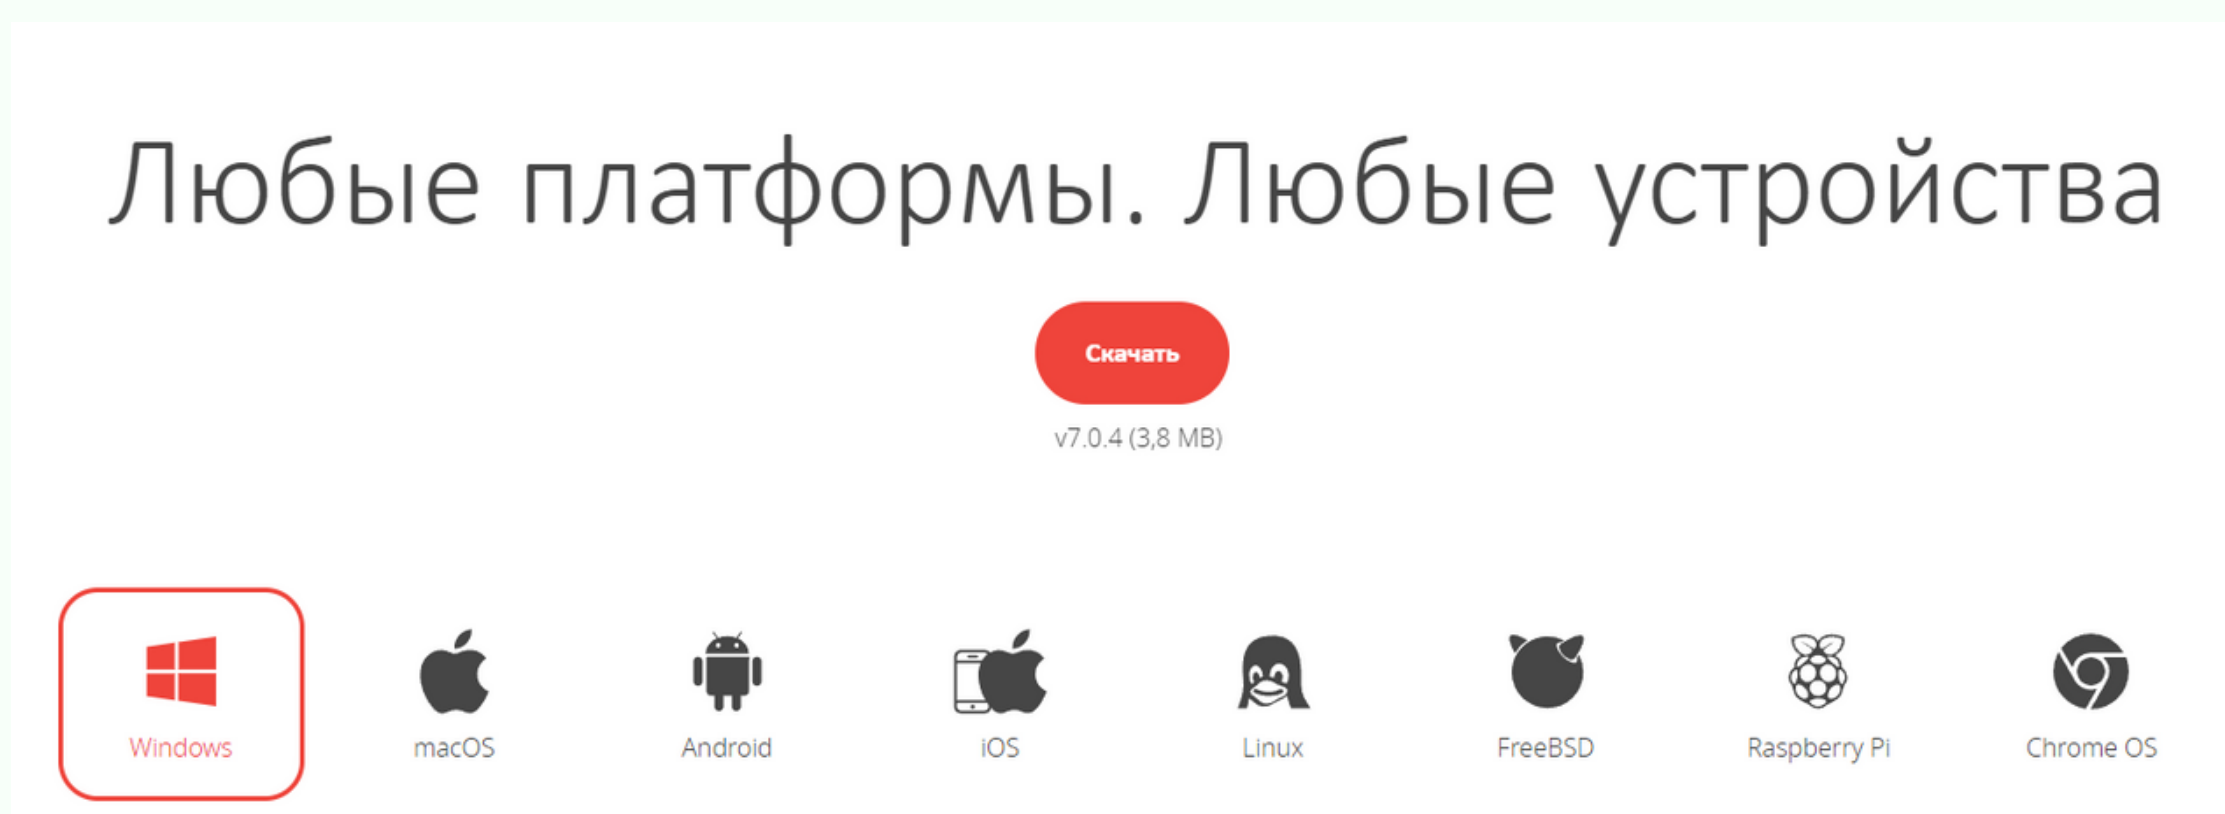 Любые платформы. Любые устройства
Скачать
v7.0.4 (3,8 MB)
Windows macOS Android iOS Linux FreeBSD Raspberry Pi Chrome OS